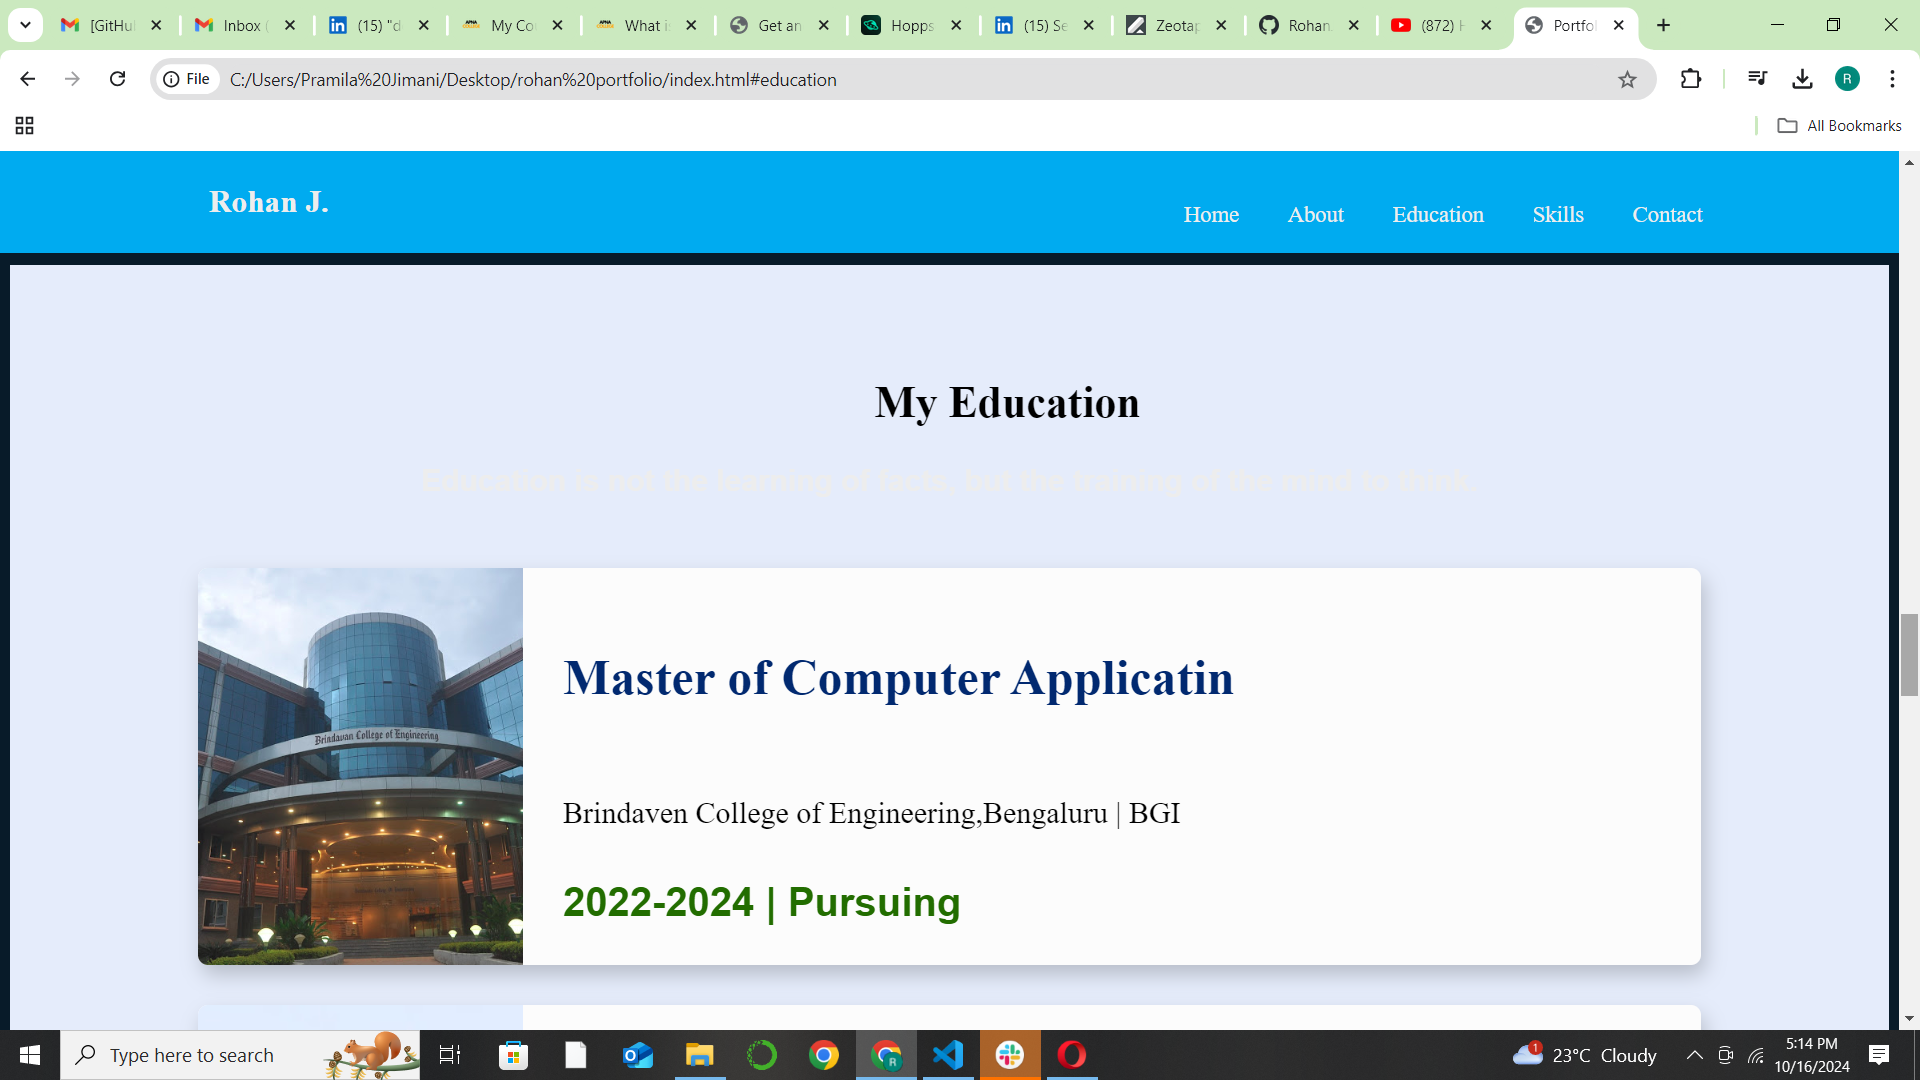 [GitHu
Inbox (
(15) "d
My Co
What i
Get an
Hopps
(15) Se
Zeotap
Rohan
(872) H
Portfol
File
C:/Users/Pramila%20Jimani/Desktop/rohan%20portfolio/index.html#education
R
All Bookmarks
Rohan J.
Home
About
Education
Skills
Contact
My Education
Education is not the learning of facts, but the training of the mind to think.
Brindavan College of Engineering
Master of Computer Applicatin
Brindaven College of Engineering,Bengaluru | BGI
2022-2024 | Pursuing
Type here to search
R
1
23°C Cloudy
5:14 PM
10/16/2024